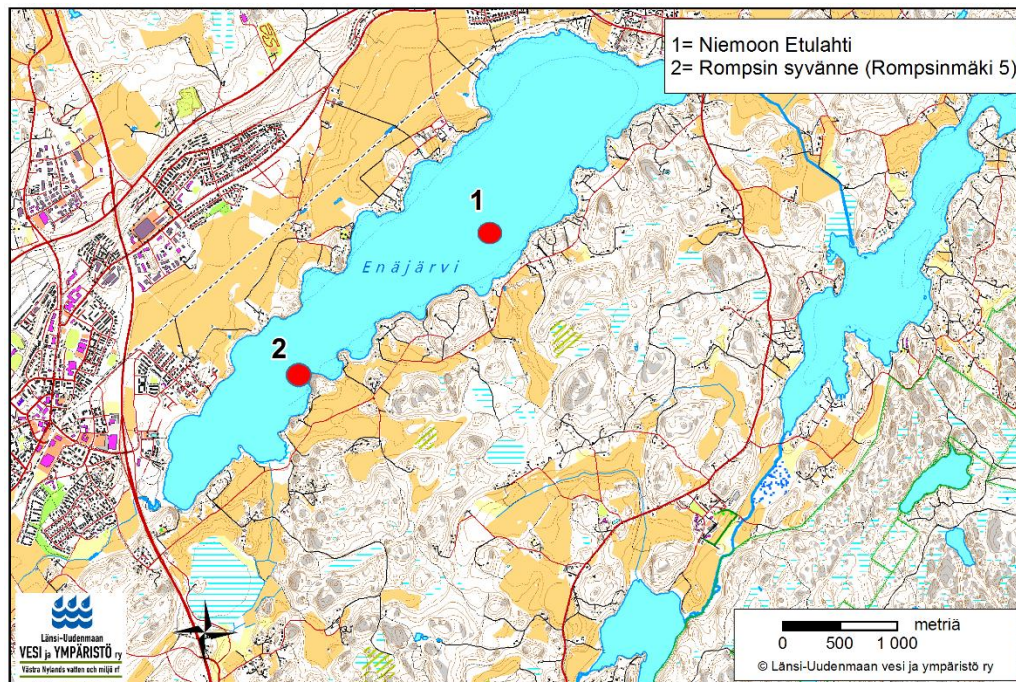 1= Niemoon Etulahti
2= Rompsin syvänne (Rompsinmäki 5)
1
Enäjärvi
2
Länsi-Uudenmaan
VESI ja YMPÄRISTÖ ry
Västra Nylands vatten och miljö rf
metriä
0 500 1 000
© Länsi-Uudenmaan vesi ja ympäristö ry